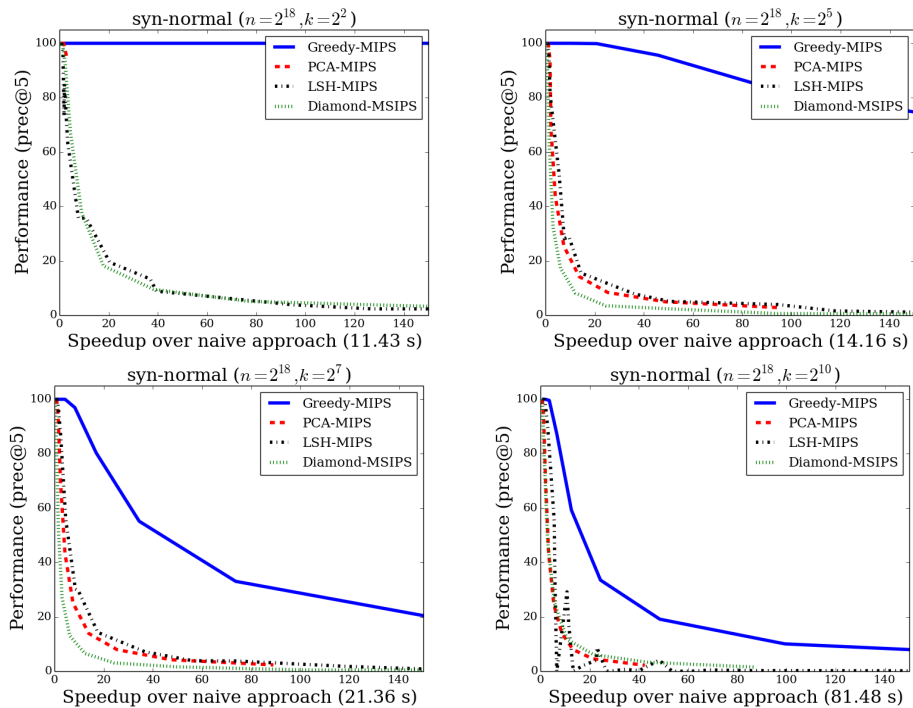 syn-normal (n=2^18, k=2^2)
Performance (prec@5)
100
80
60
40
20
0
Greedy-MIPS
PCA-MIPS
LSH-MIPS
Diamond-MSIPS
0 20 40 60 80 100 120 140
Speedup over naive approach (11.43 s)
syn-normal (n=2^18, k=2^5)
Performance (prec@5)
100
80
60
40
20
0
Greedy-MIPS
PCA-MIPS
LSH-MIPS
Diamond-MSIPS
0 20 40 60 80 100 120 140
Speedup over naive approach (14.16 s)
syn-normal (n=2^18, k=2^7)
Performance (prec@5)
100
80
60
40
20
0
Greedy-MIPS
PCA-MIPS
LSH-MIPS
Diamond-MSIPS
0 20 40 60 80 100 120 140
Speedup over naive approach (21.36 s)
syn-normal (n=2^18, k=2^10)
Performance (prec@5)
100
80
60
40
20
0
Greedy-MIPS
PCA-MIPS
LSH-MIPS
Diamond-MSIPS
0 20 40 60 80 100 120 140
Speedup over naive approach (81.48 s)